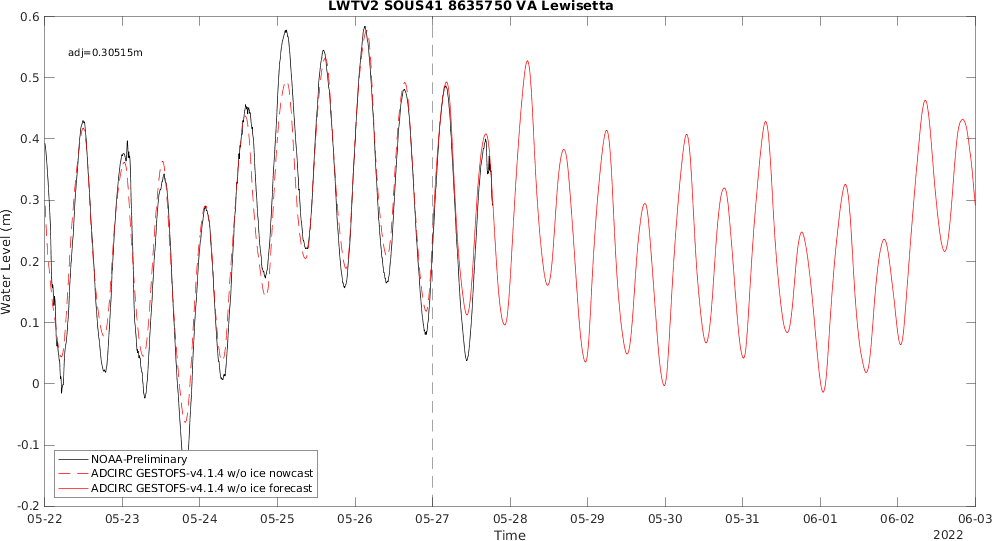 LWTV2 SOUS41 8635750 VA Lewisetta
adj=0.30515m
Water Level (m)
0.6
0.5
0.4
0.3
0.2
0.1
0
-0.1
-0.2
NOAA-Preliminary
ADCIRC GESTOFS-v4.1.4 w/o ice nowcast
ADCIRC GESTOFS-v4.1.4 w/o ice forecast
05-22 05-23 05-24 05-25 05-26 05-27 05-28 05-29 05-30 05-31 06-01 06-02 06-03
Time
2022